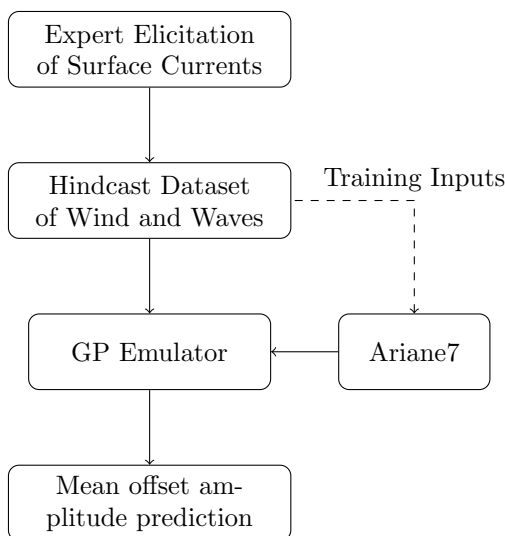 Expert Elicitation
of Surface Currents
Hindcast Dataset
of Wind and Waves
Training Inputs
GP Emulator
Ariane7
Mean offset am-
plitude prediction